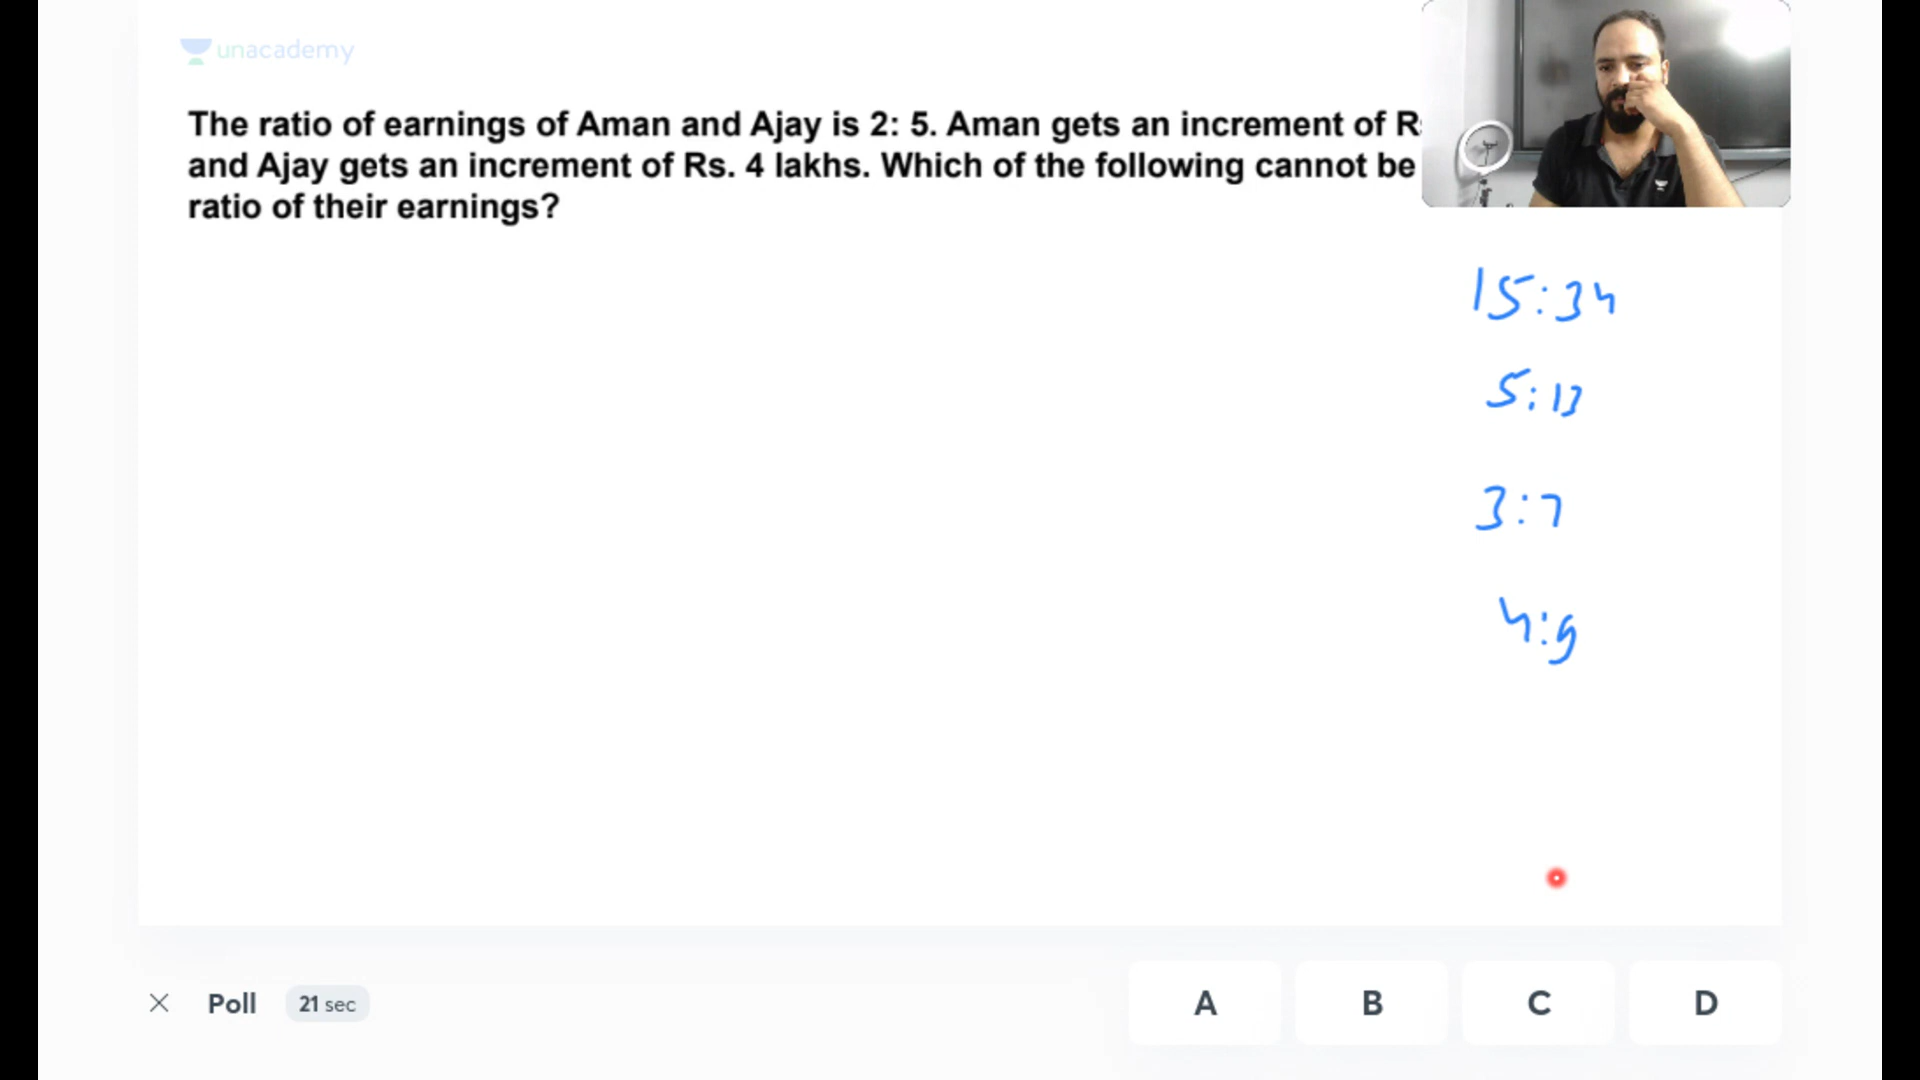 unacademy
The ratio of earnings of Aman and Ajay is 2: 5. Aman gets an increment of
and Ajay gets an increment of Rs. 4 lakhs. Which of the following cannot be
ratio of their earnings?
15:34
5:13
3:7
4:9
Poll 21 sec
A B C D